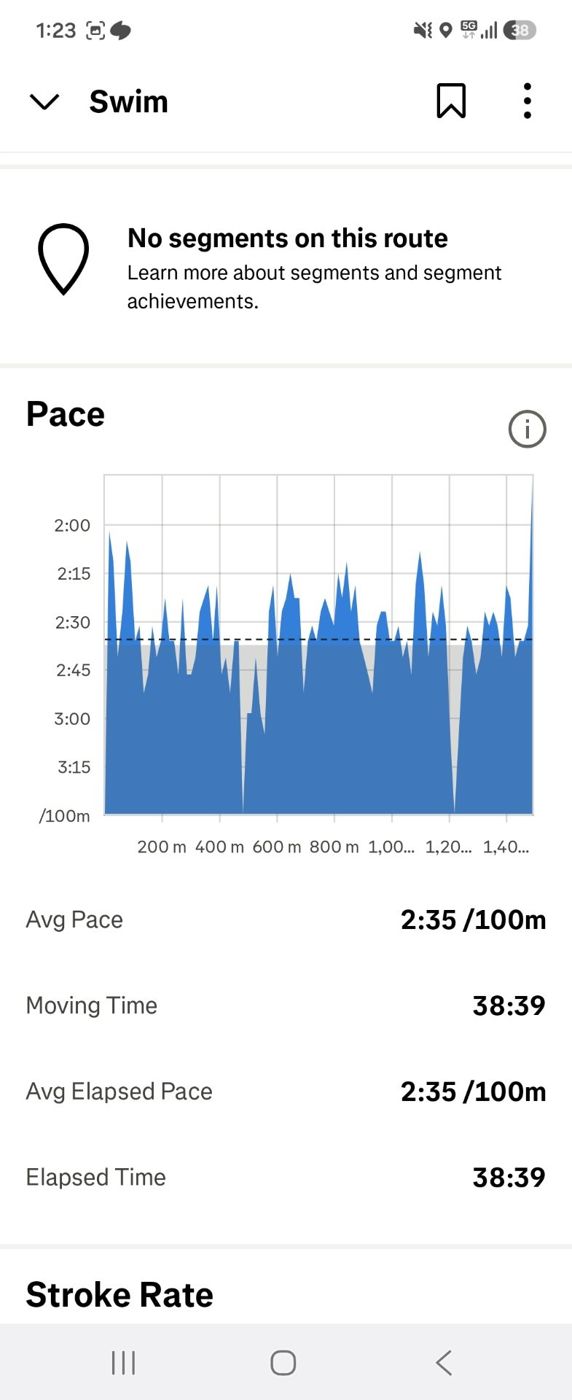 1:23 5G 38
Swim
No segments on this route
Learn more about segments and segment
achievements.
Pace
2:00
2:15
2:30
2:45
3:00
3:15
/100m
200 m 400 m 600 m 800 m 1,00... 1,20... 1,40...
Avg Pace 2:35 /100m
Moving Time 38:39
Avg Elapsed Pace 2:35 /100m
Elapsed Time 38:39
Stroke Rate